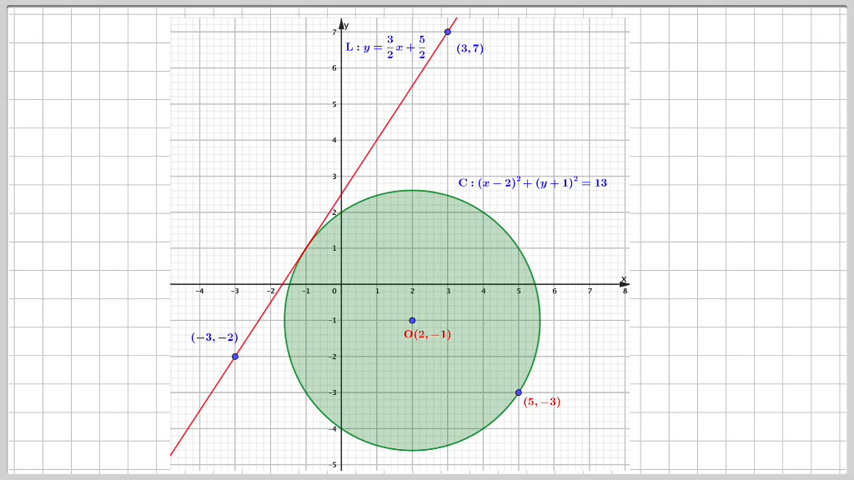 y
7
L : y = 3/2 x + 5/2
(3, 7)
6
5
4
3
C : (x − 2)² + (y + 1)² = 13
2
1
x
−4 −3 −2 −1 0 1 2 3 4 5 6 7 8
−1
O(2, −1)
(−3, −2)
−2
−3
(5, −3)
−4
−5